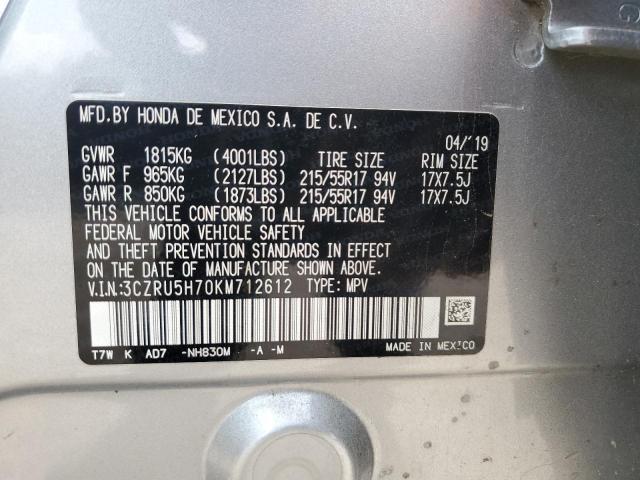 MFD.BY HONDA DE MEXICO S.A. DE C.V.
04/'19
GVWR 1815KG (4001LBS) TIRE SIZE RIM SIZE
GAWR F 965KG (2127LBS) 215/55R17 94V 17X7.5J
GAWR R 850KG (1873LBS) 215/55R17 94V 17X7.5J
THIS VEHICLE CONFORMS TO ALL APPLICABLE
FEDERAL MOTOR VEHICLE SAFETY
AND THEFT PREVENTION STANDARDS IN EFFECT
ON THE DATE OF MANUFACTURE SHOWN ABOVE.
V.I.N.:3CZRU5H70KM712612 TYPE: MPV
T7W K AD7 -NH830M -A -M MADE IN MEXICO